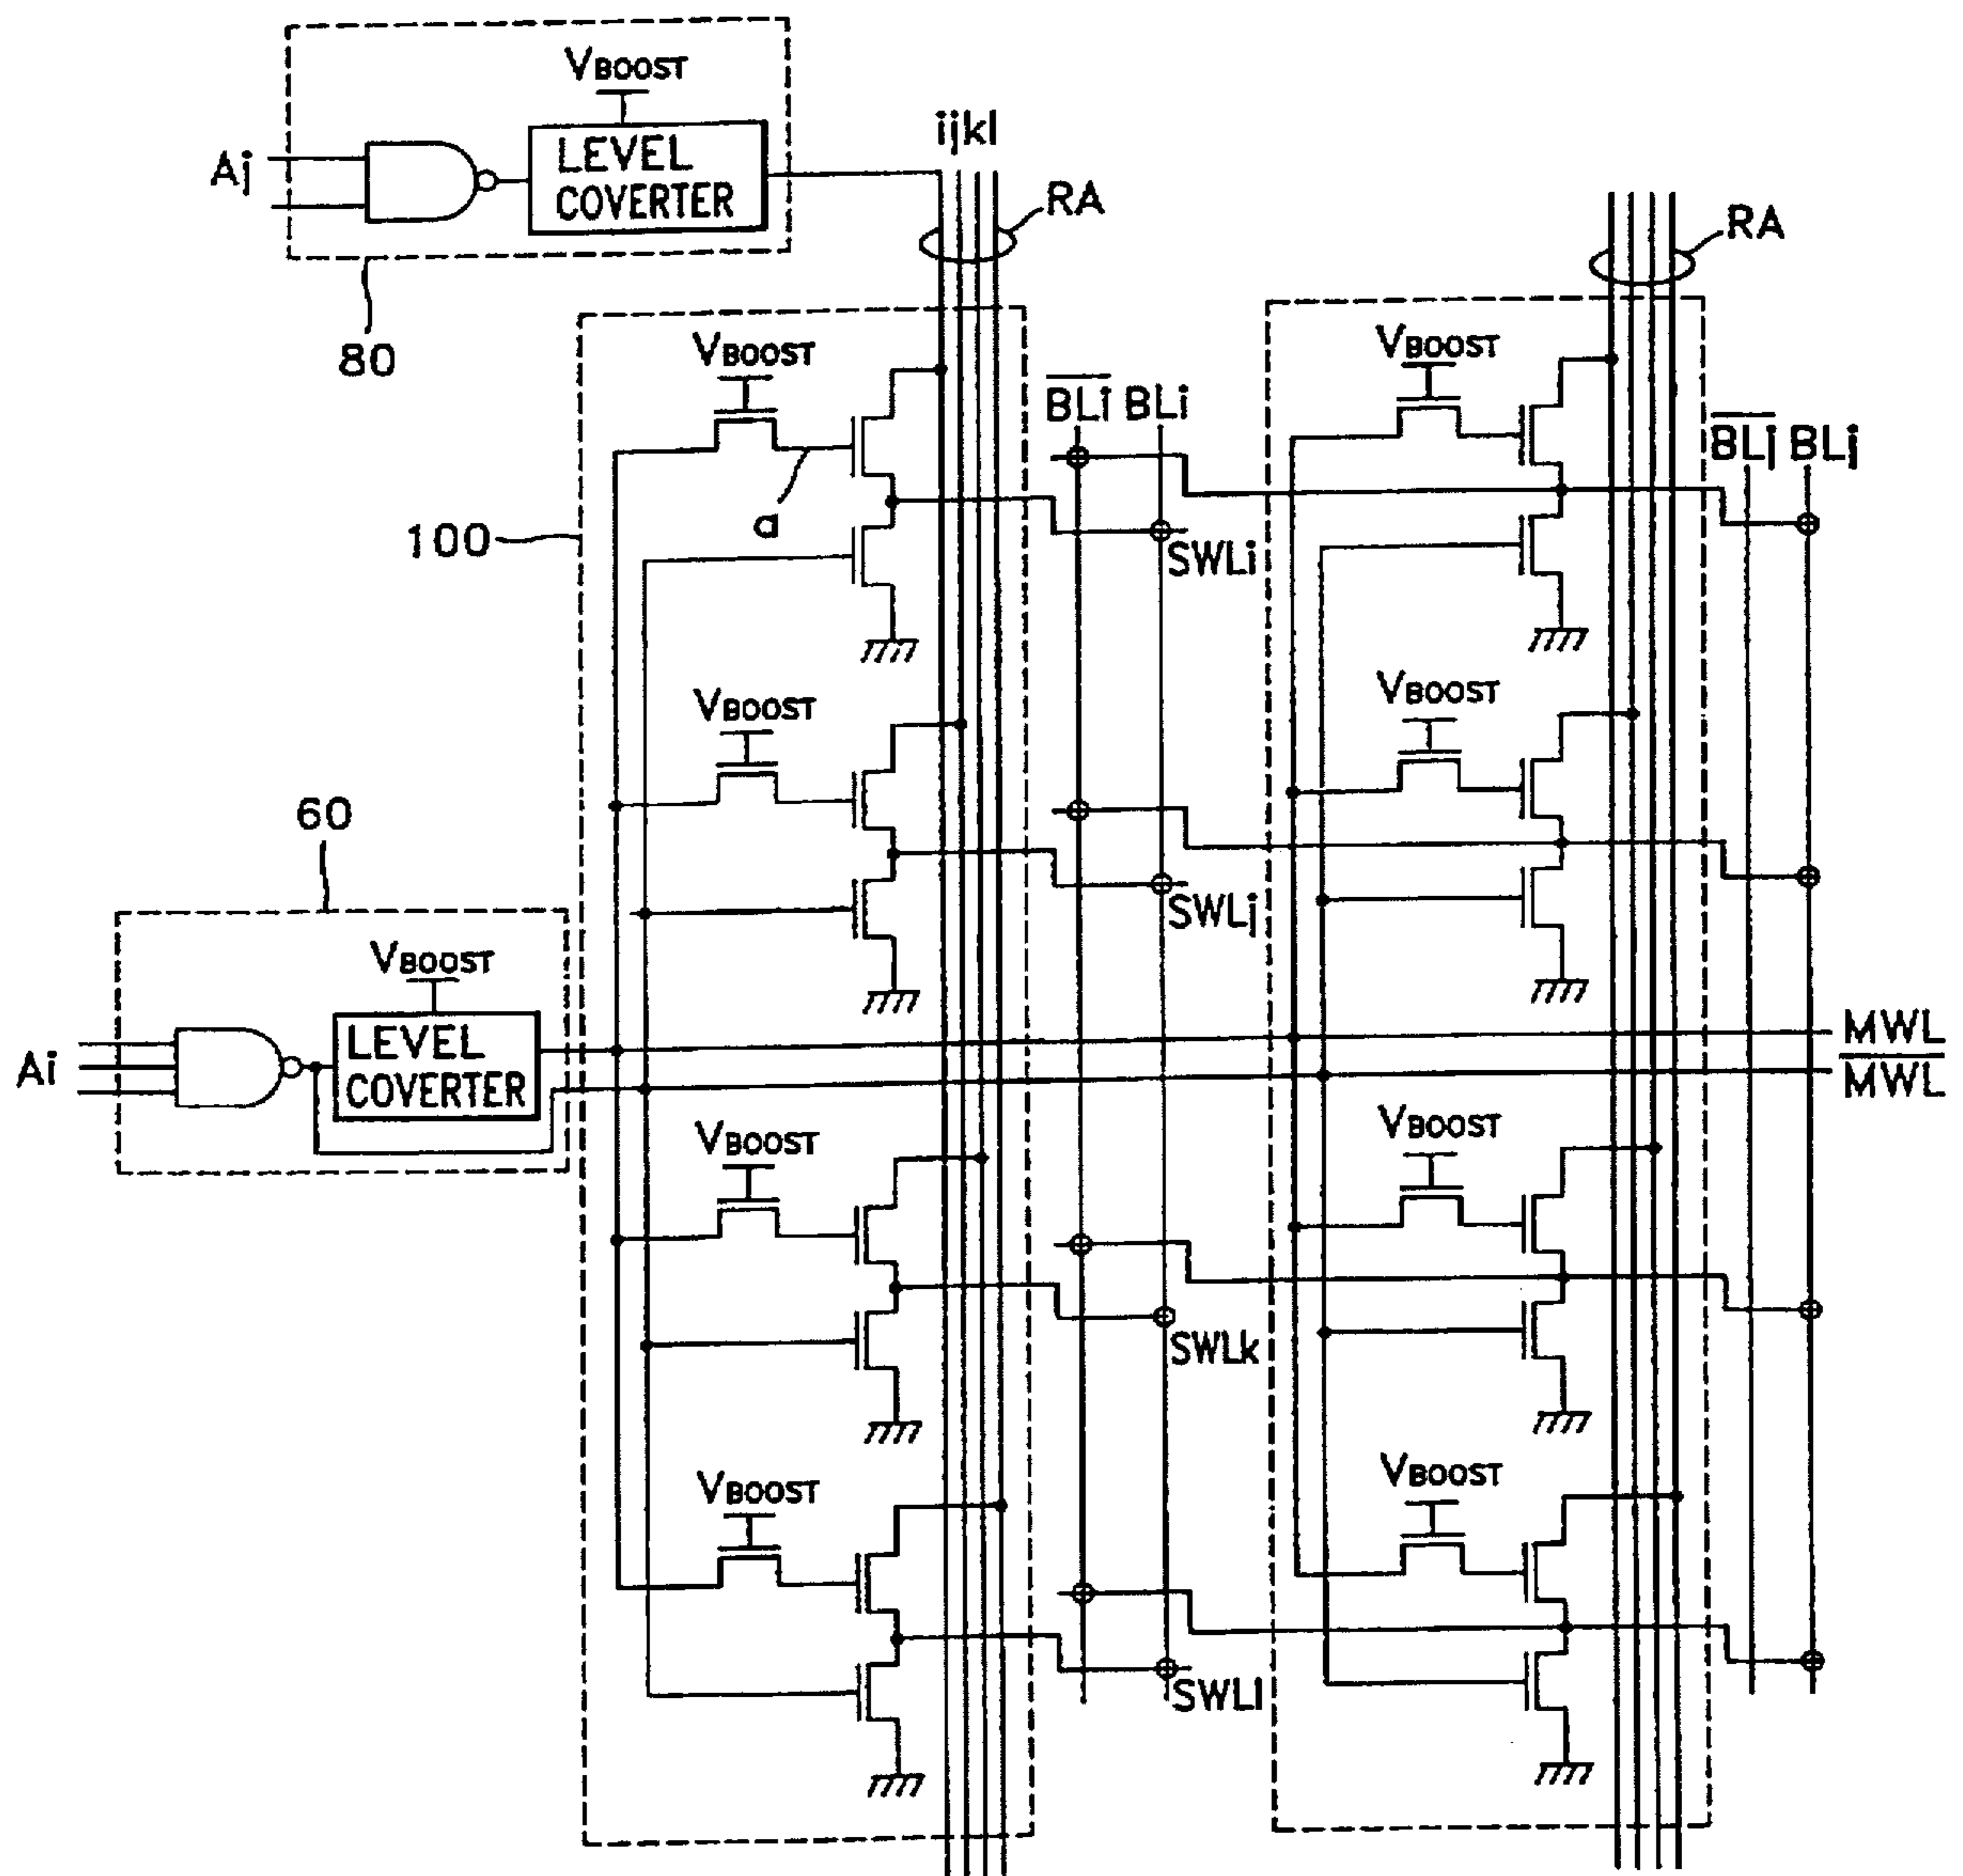 VBOOST
Aj
LEVEL
COVERTER
80
ijkl
RA
RA
VBOOST
a
100
BLi BLi
SWLi
VBOOST
BLj BLj
VBOOST
SWLj
VBOOST
60
VBOOST
Ai
LEVEL
COVERTER
MWL
MWL
VBOOST
SWLk
VBOOST
VBOOST
SWLl
VBOOST